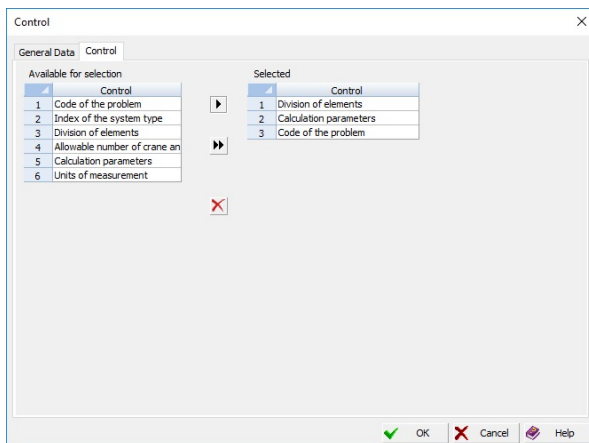 Control
General Data Control
Available for selection
Control
1 Code of the problem
2 Index of the system type
3 Division of elements
4 Allowable number of crane an
5 Calculation parameters
6 Units of measurement
Selected
Control
1 Division of elements
2 Calculation parameters
3 Code of the problem
OK Cancel Help